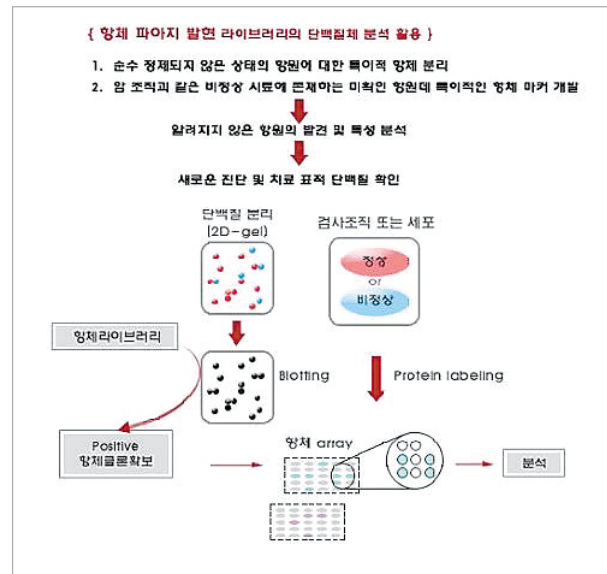 { 항체 파아지 발현 라이브러리의 단백질체 분석 활용 }
1. 순수 정제되지 않은 상태의 항원에 대한 특이적 항체 분리
2. 암 조직과 같은 비정상 시료에 존재하는 미확인 항원데 특이적인 항체 마커 개발
알려지지 않은 항원의 발견 및 특성 분석
새로운 진단 및 치료 표적 단백질 확인
단백질 분리
(2D-gel)
검사조직 또는 세포
정상
or
비정상
항체라이브러리
Blotting
Protein labeling
Positive
항체클론확보
항체 array
분석